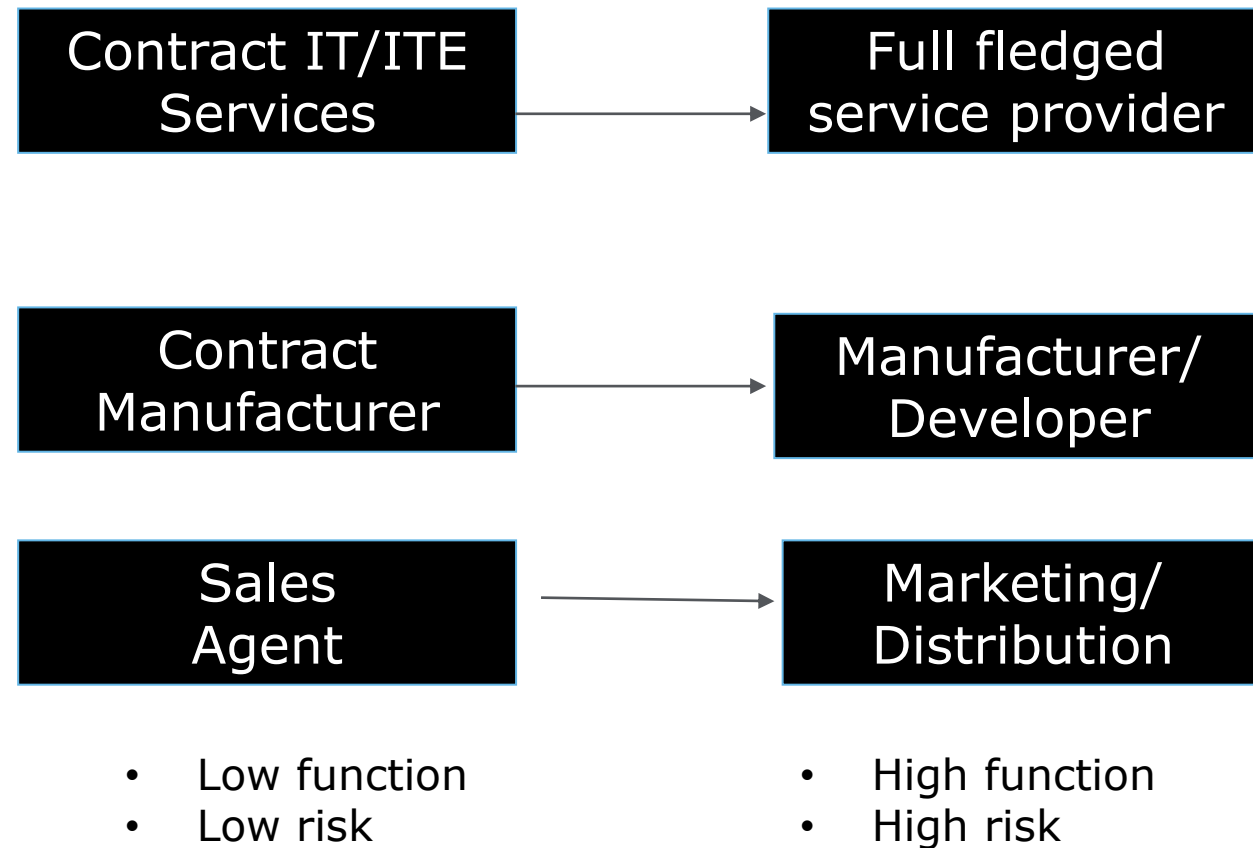 Contract IT/ITE
Services
Full fledged
service provider
Contract
Manufacturer
Manufacturer/
Developer
Sales
Agent
Marketing/
Distribution
• Low function
• Low risk
• High function
• High risk